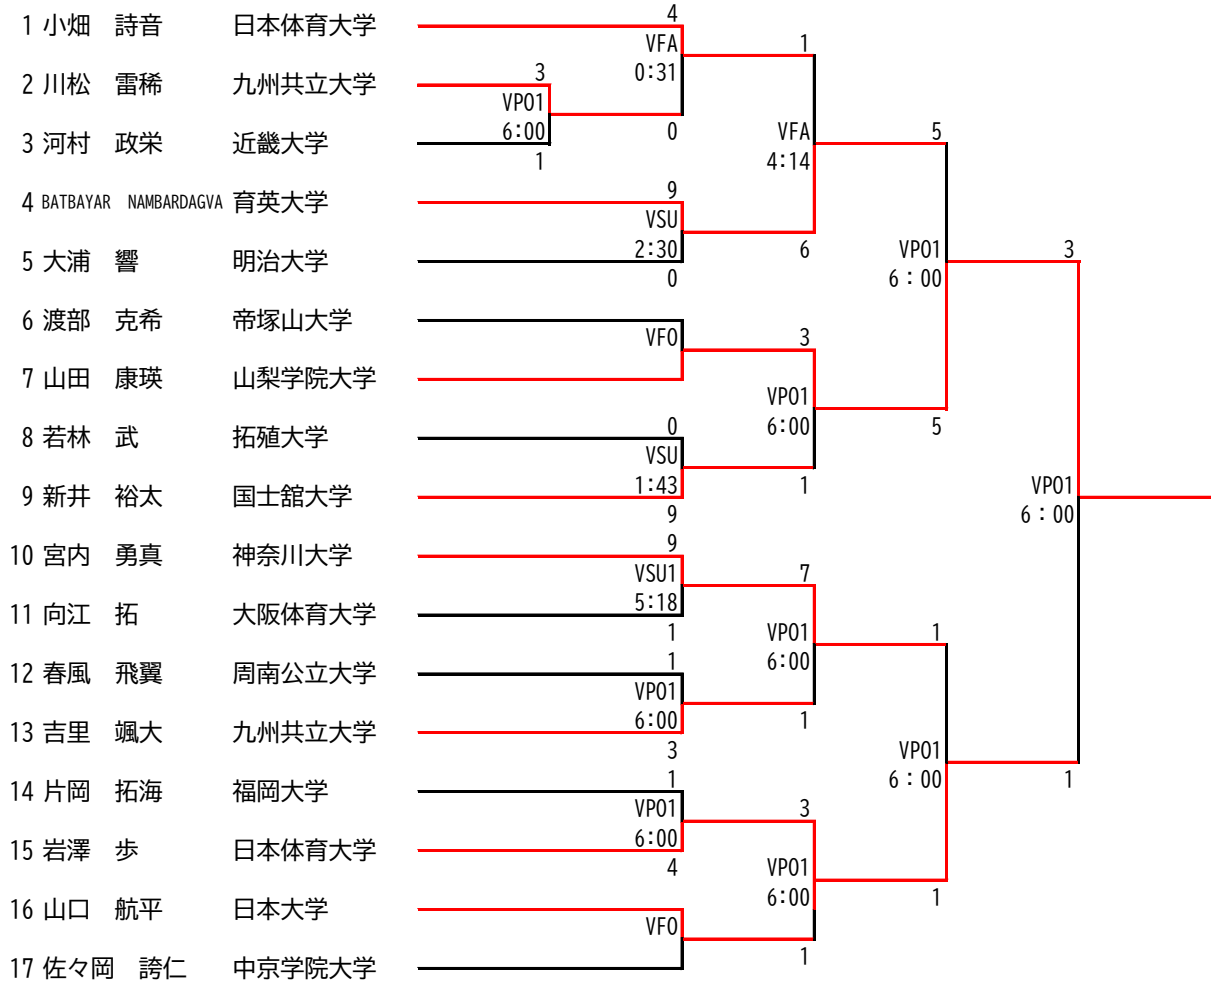 1 小畑 詩音 日本体育大学
2 川松 雷稀 九州共立大学
3 河村 政栄 近畿大学
4 BATBAYAR NAMBARDAGVA 育英大学
5 大浦 響 明治大学
6 渡部 克希 帝塚山大学
7 山田 康瑛 山梨学院大学
8 若林 武 拓殖大学
9 新井 裕太 国士舘大学
10 宮内 勇真 神奈川大学
11 向江 拓 大阪体育大学
12 春風 飛翼 周南公立大学
13 吉里 颯大 九州共立大学
14 片岡 拓海 福岡大学
15 岩澤 歩 日本体育大学
16 山口 航平 日本大学
17 佐々岡 誇仁 中京学院大学
3
VPO1
6:00
1
4
VFA
0:31
0
9
VSU
2:30
0
VFO
0
VSU
1:43
9
9
VSU1
5:18
1
1
VPO1
6:00
3
1
VPO1
6:00
4
VFO
1
VFA
4:14
6
3
VPO1
6:00
1
7
VPO1
6:00
1
3
VPO1
6:00
1
5
VPO1
6:00
5
1
VPO1
6:00
1
3
VPO1
6:00
1